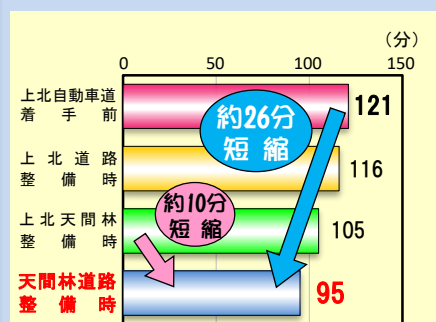 (分)
0 50 100 150
上北自動車道
着手前
121
約26分
短縮
上北道路
整備時
116
約10分
短縮
上北天間林
整備時
105
天間林道路
整備時
95